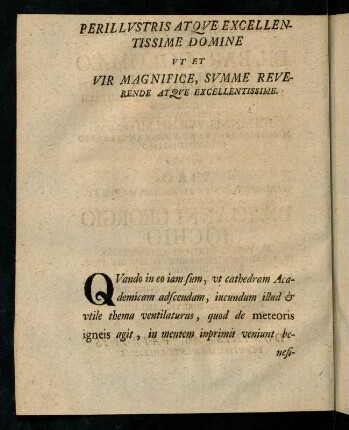 PERILLVSTRIS ATQVE EXCELLEN-
TISSIME DOMINE
VT ET
VIR MAGNIFICE, SVMME REVE-
RENDE ATQVE EXCELLENTISSIME.
QVando in eo iam sum, vt cathedram Aca-
demicam adscendam, iucundum illud &
vtile thema ventilaturus, quod de meteoris
igneis agit, in mentem inprimis veniunt be-
nefi-